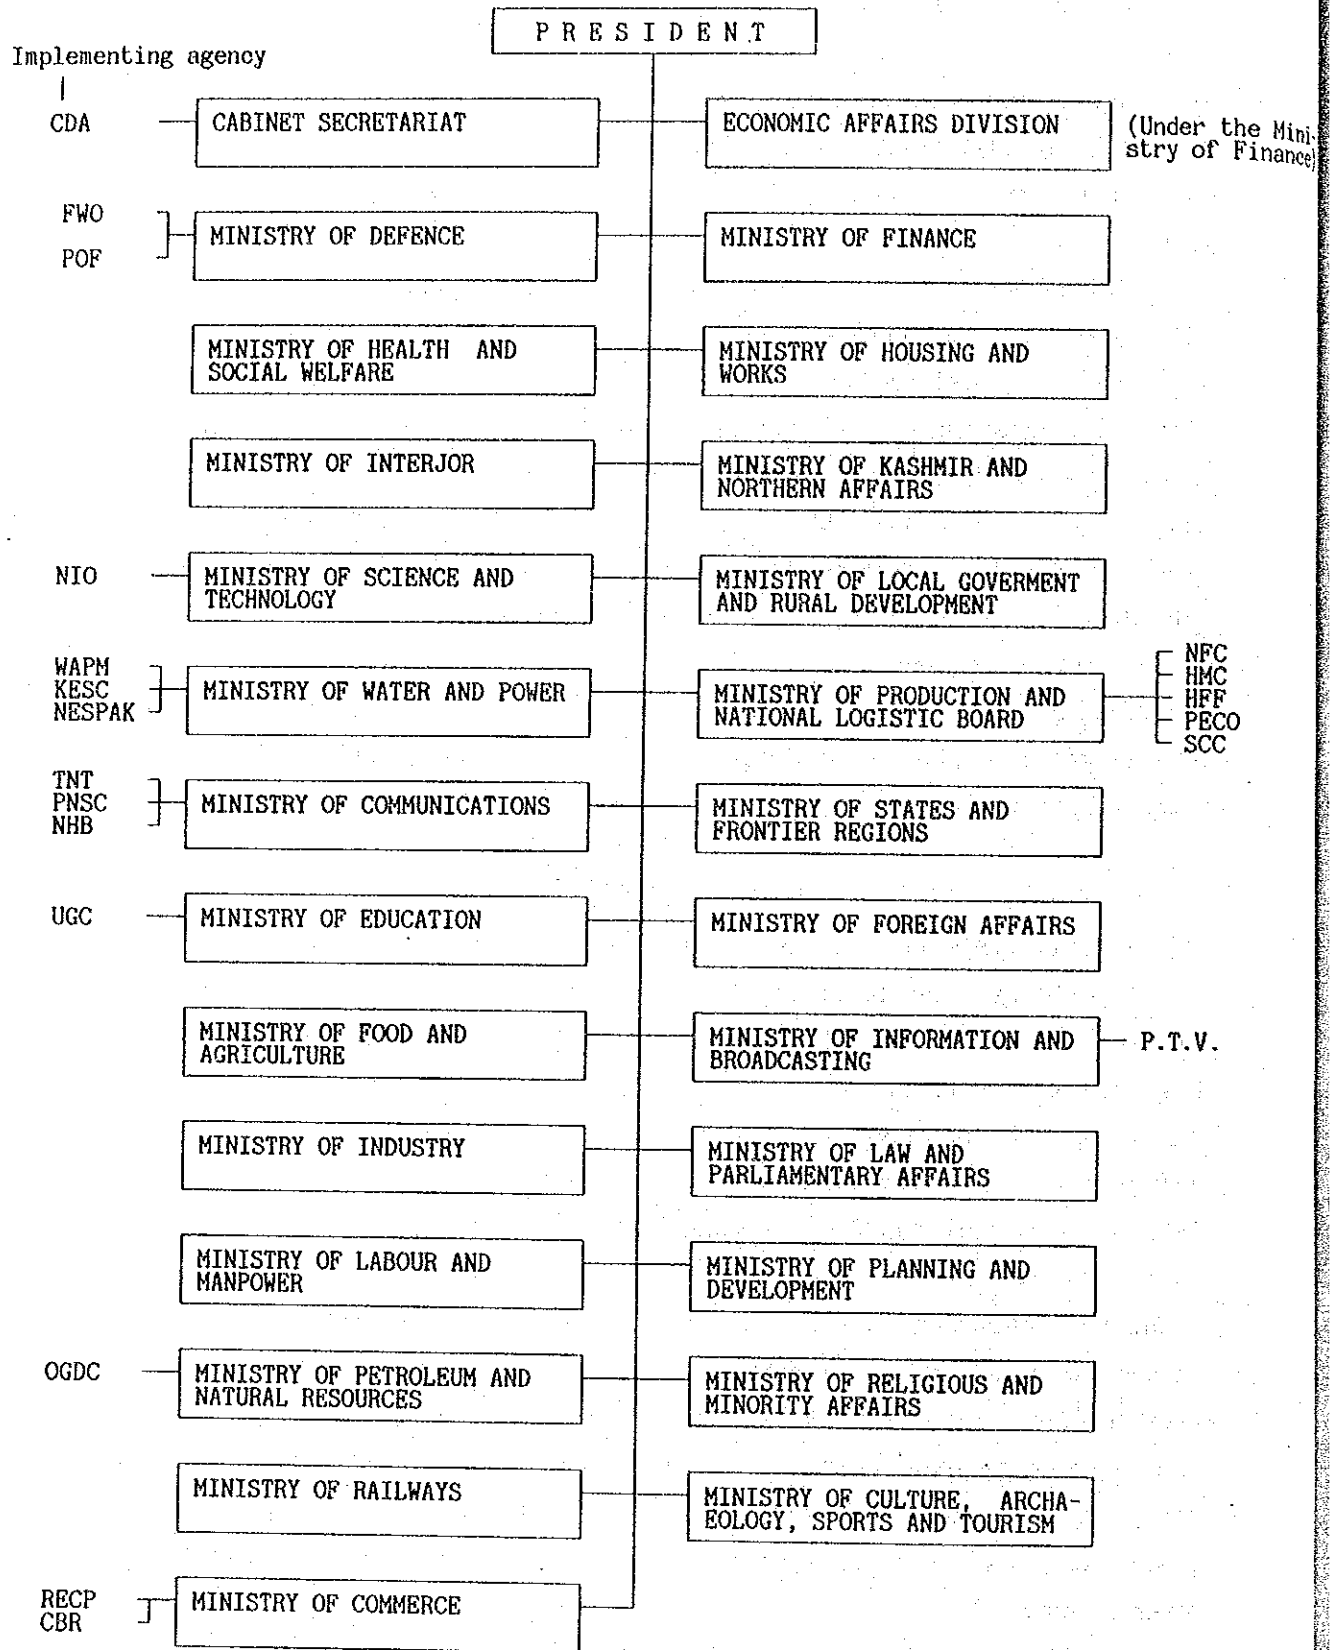 PRESIDENT
Implementing agency
CDA
CABINET SECRETARIAT
ECONOMIC AFFAIRS DIVISION
(Under the Mini-
stry of Finance)
FWO
POF
MINISTRY OF DEFENCE
MINISTRY OF FINANCE
MINISTRY OF HEALTH AND
SOCIAL WELFARE
MINISTRY OF HOUSING AND
WORKS
MINISTRY OF INTERJOR
MINISTRY OF KASHMIR AND
NORTHERN AFFAIRS
NIO
MINISTRY OF SCIENCE AND
TECHNOLOGY
MINISTRY OF LOCAL GOVERMENT
AND RURAL DEVELOPMENT
WAPM
KESC
NESPAK
MINISTRY OF WATER AND POWER
MINISTRY OF PRODUCTION AND
NATIONAL LOGISTIC BOARD
NFC
HMC
HFF
PECO
SCC
TNT
PNSC
NHB
MINISTRY OF COMMUNICATIONS
MINISTRY OF STATES AND
FRONTIER REGIONS
UGC
MINISTRY OF EDUCATION
MINISTRY OF FOREIGN AFFAIRS
MINISTRY OF FOOD AND
AGRICULTURE
MINISTRY OF INFORMATION AND
BROADCASTING
P.T.V.
MINISTRY OF INDUSTRY
MINISTRY OF LAW AND
PARLIAMENTARY AFFAIRS
MINISTRY OF LABOUR AND
MANPOWER
MINISTRY OF PLANNING AND
DEVELOPMENT
OGDC
MINISTRY OF PETROLEUM AND
NATURAL RESOURCES
MINISTRY OF RELIGIOUS AND
MINORITY AFFAIRS
MINISTRY OF RAILWAYS
MINISTRY OF CULTURE, ARCHA-
EOLOGY, SPORTS AND TOURISM
RECP
CBR
MINISTRY OF COMMERCE